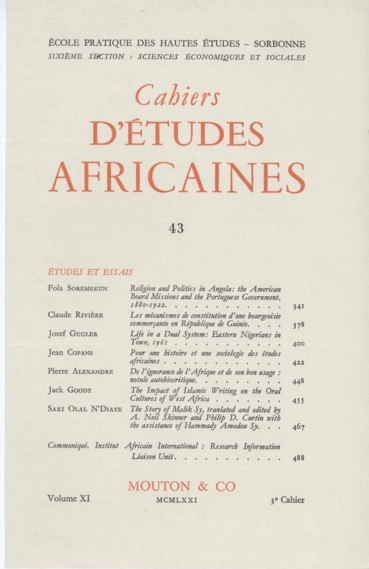 ÉCOLE PRATIQUE DES HAUTES ÉTUDES – SORBONNE
SIXIÈME SECTION : SCIENCES ÉCONOMIQUES ET SOCIALES
Cahiers
D'ÉTUDES
AFRICAINES
43
ÉTUDES ET ESSAIS
Fola SOREMEKUN Religion and Politics in Angola: the American
Board Missions and the Portuguese Government,
1880-1922. . . . . . . . . . . . 341
Claude RIVIÈRE Les mécanismes de constitution d'une bourgeoisie
commerçante en République de Guinée. . . . 378
Josef GUGLER Life in a Dual System: Eastern Nigerians in
Town, 1961 . . . . . . . . . . . 400
Jean COPANS Pour une histoire et une sociologie des études
africaines . . . . . . . . . . . . 422
Pierre ALEXANDRE De l'ignorance de l'Afrique et de son bon usage :
notule autobiocritique. . . . . . . . . 448
Jack GOODY The Impact of Islamic Writing on the Oral
Cultures of West Africa . . . . . . . 455
SAKI OLAL N'DIAYE The Story of Malik Sy, translated and edited by
A. Neil Skinner and Philip D. Curtin with
the assistance of Hammady Amadou Sy. . . 467
Communiqué. Institut Africain International : Research Information
Liaison Unit. . . . . . . . . . . 488
MOUTON & CO
Volume XI MCMLXXI 3e Cahier